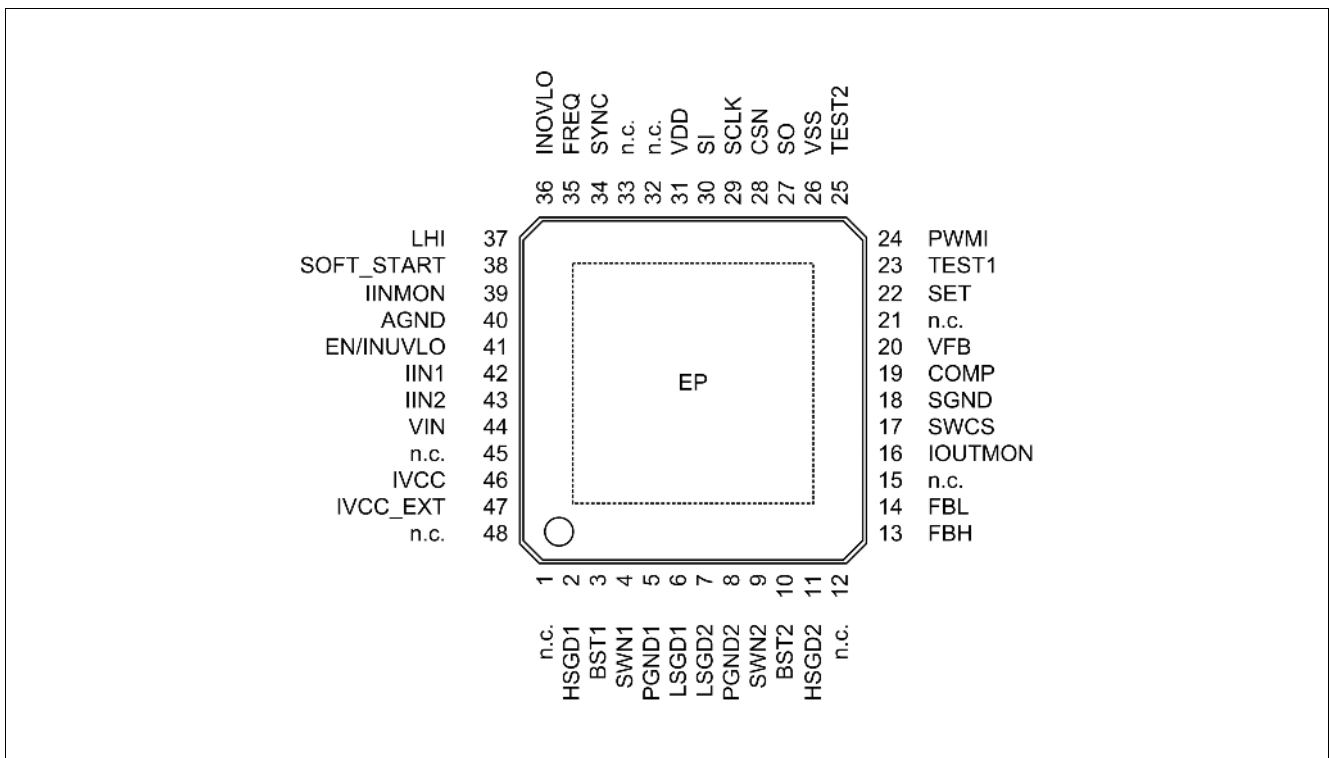 INOVLO
FREQ
SYNC
n.c.
n.c.
VDD
SI
SCLK
CSN
SO
VSS
TEST2
36 35 34 33 32 31 30 29 28 27 26 25
LHI 37
SOFT_START 38
IINMON 39
AGND 40
EN/INUVLO 41
IIN1 42
IIN2 43
VIN 44
n.c. 45
IVCC 46
IVCC_EXT 47
n.c. 48
EP
24 PWMI
23 TEST1
22 SET
21 n.c.
20 VFB
19 COMP
18 SGND
17 SWCS
16 IOUTMON
15 n.c.
14 FBL
13 FBH
1 2 3 4 5 6 7 8 9 10 11 12
n.c.
HSGD1
BST1
SWN1
PGND1
LSGD1
LSGD2
PGND2
SWN2
BST2
HSGD2
n.c.